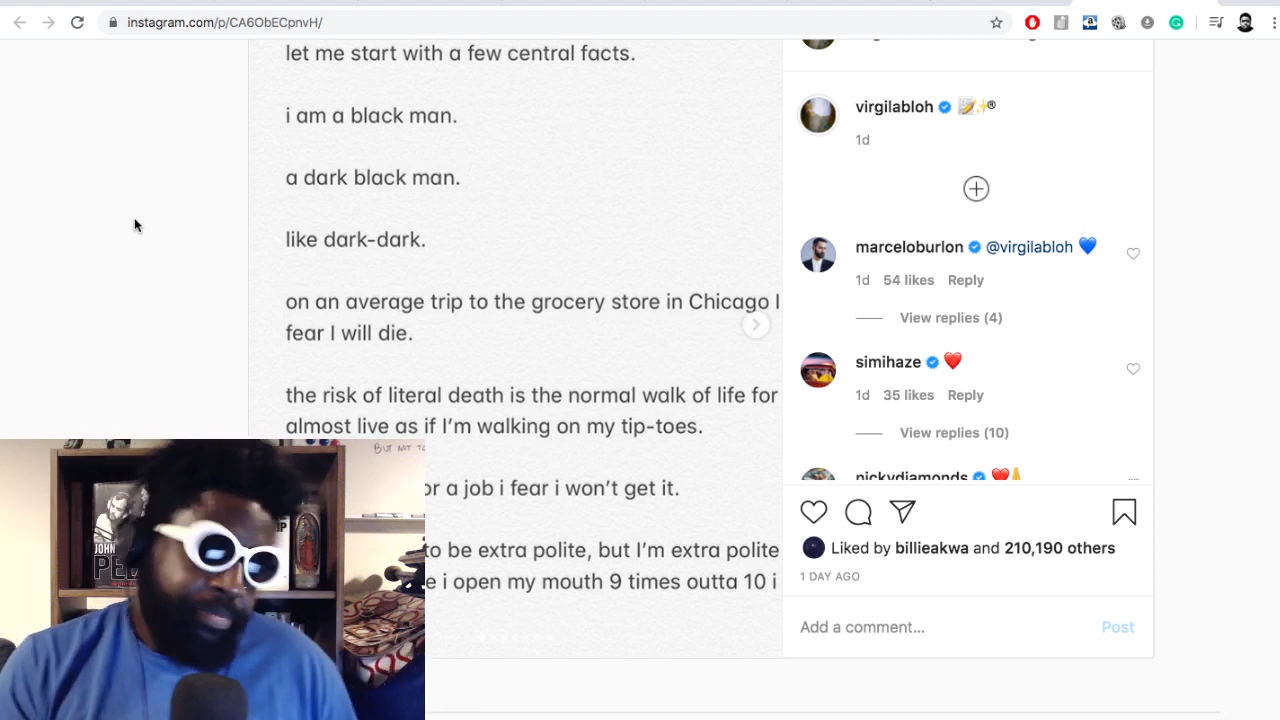 instagram.com/p/CA6ObECpnvH/
let me start with a few central facts.
i am a black man.
a dark black man.
like dark-dark.
on an average trip to the grocery store in Chicago I
fear I will die.
the risk of literal death is the normal walk of life for
almost live as if I'm walking on my tip-toes.
or a job i fear i won't get it.
to be extra polite, but I'm extra polite
e i open my mouth 9 times outta 10 i
virgilabloh 📝✨®
1d
marceloburlon @virgilabloh 💙
1d 54 likes Reply
View replies (4)
simihaze ❤️
1d 35 likes Reply
View replies (10)
nickydiamonds ❤️🙏
Liked by billieakwa and 210,190 others
1 DAY AGO
Add a comment... Post
BUT NOT
JOHN